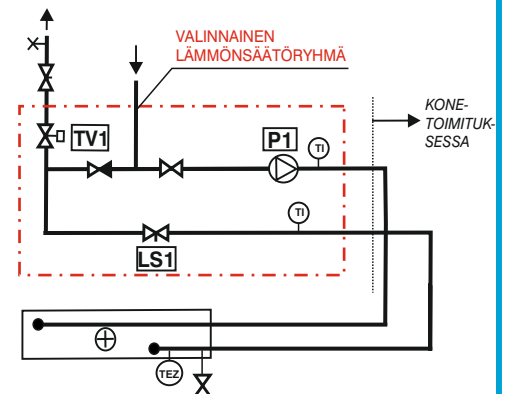 VALINNAINEN
LÄMMÖNSÄÄTÖRYHMÄ
KONE-
TOIMITUK-
SESSA
TV1
P1
TI
TI
LS1
TEZ